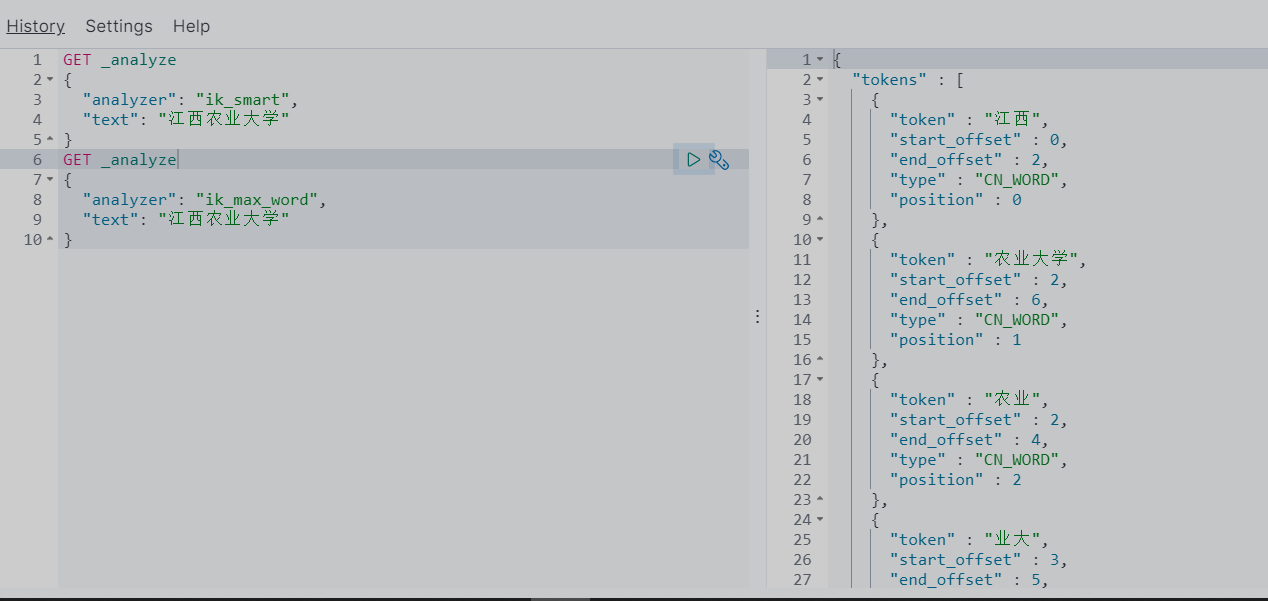 History Settings Help
1 GET _analyze
2 {
3 "analyzer": "ik_smart",
4 "text": "江西农业大学"
5 }
6 GET _analyze
7 {
8 "analyzer": "ik_max_word",
9 "text": "江西农业大学"
10 }
1 {
2 "tokens" : [
3 {
4 "token" : "江西",
5 "start_offset" : 0,
6 "end_offset" : 2,
7 "type" : "CN_WORD",
8 "position" : 0
9 },
10 {
11 "token" : "农业大学",
12 "start_offset" : 2,
13 "end_offset" : 6,
14 "type" : "CN_WORD",
15 "position" : 1
16 },
17 {
18 "token" : "农业",
19 "start_offset" : 2,
20 "end_offset" : 4,
21 "type" : "CN_WORD",
22 "position" : 2
23 },
24 {
25 "token" : "业大",
26 "start_offset" : 3,
27 "end_offset" : 5,